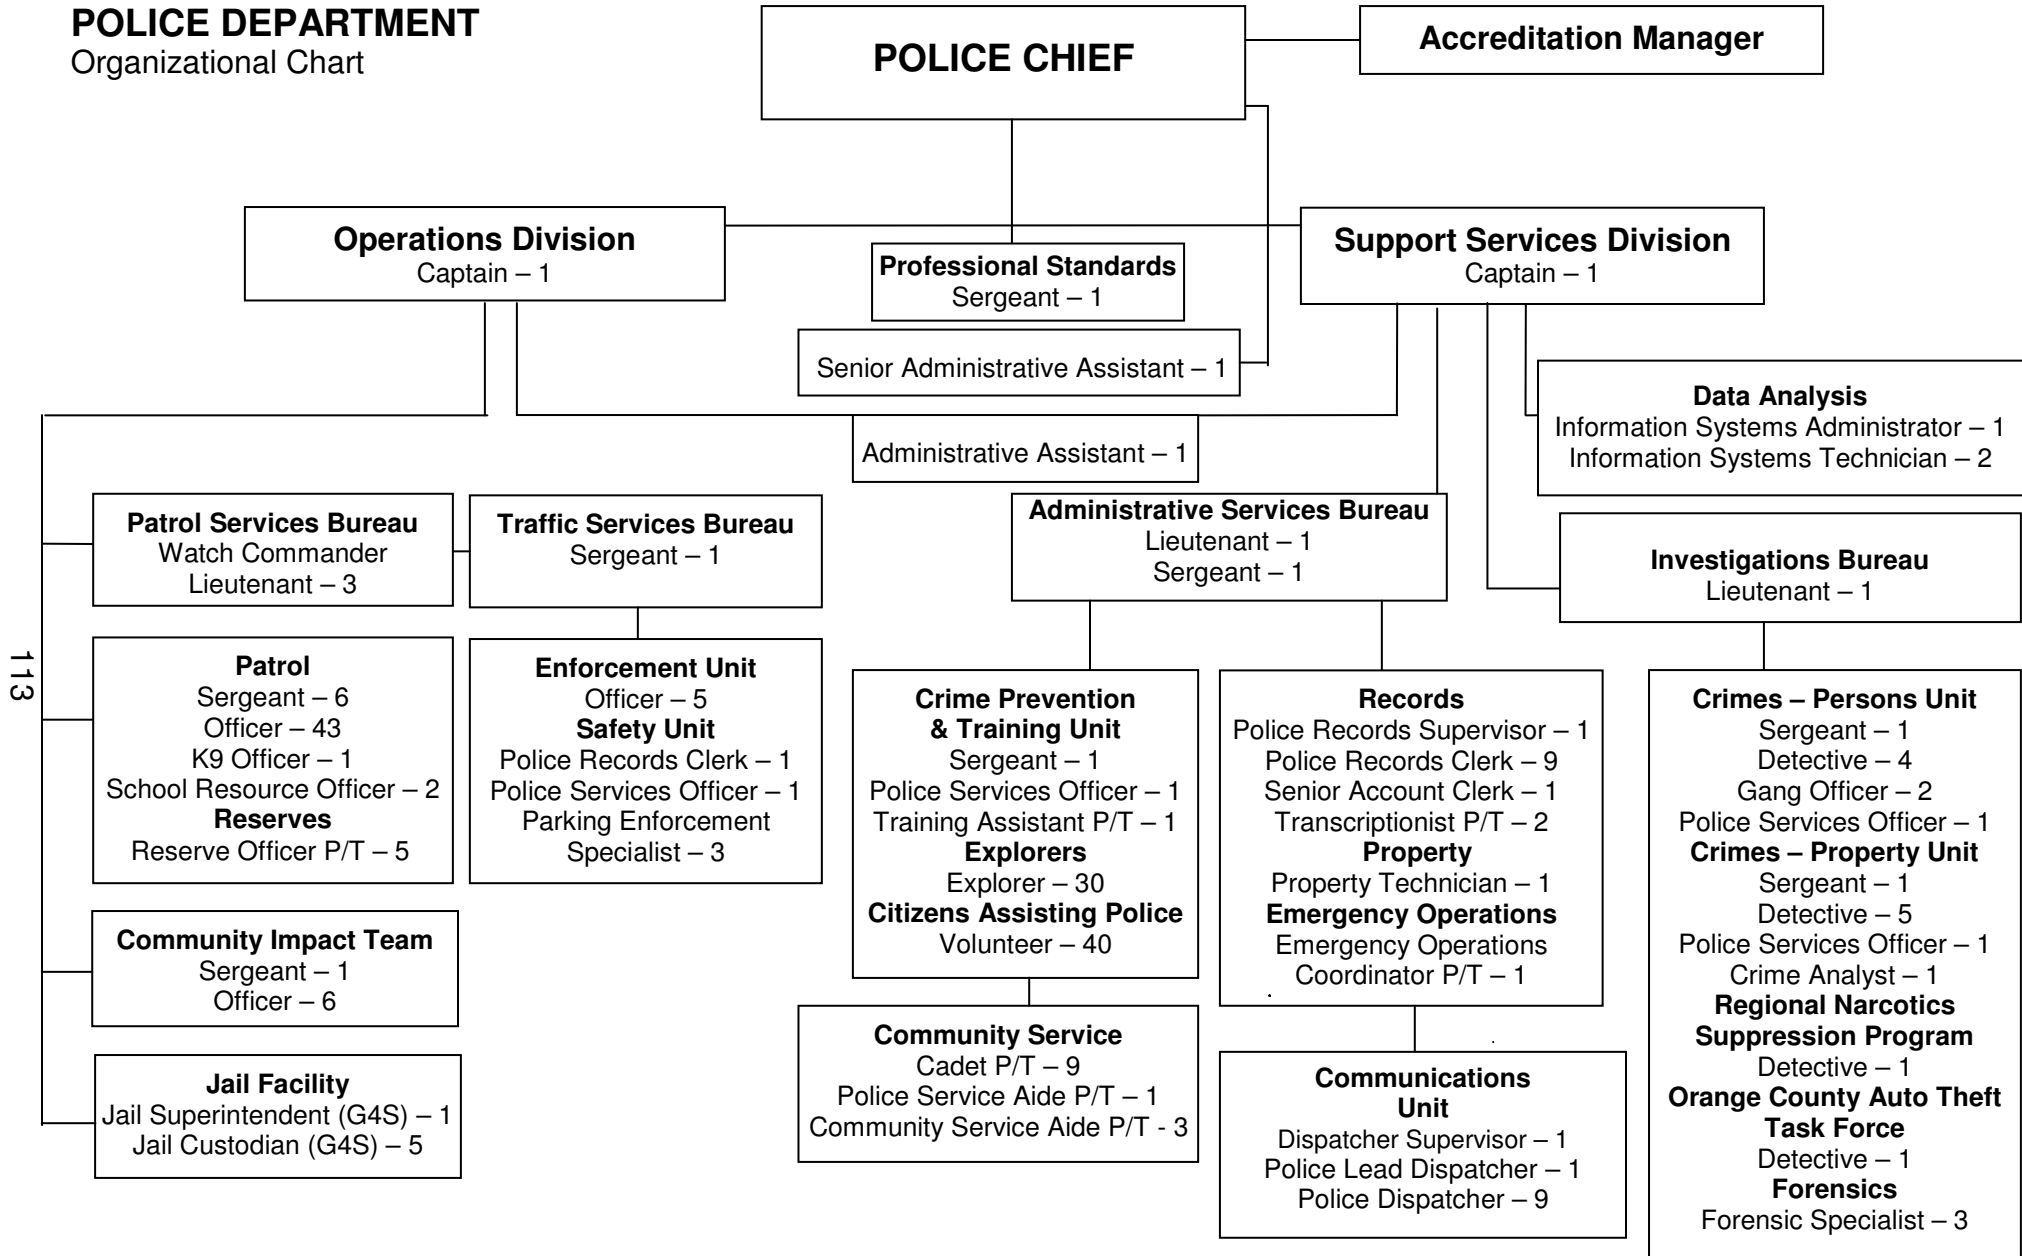 POLICE DEPARTMENT
Organizational Chart
POLICE CHIEF
Accreditation Manager
Operations Division
Captain – 1
Professional Standards
Sergeant – 1
Support Services Division
Captain – 1
Senior Administrative Assistant – 1
Administrative Assistant – 1
Data Analysis
Information Systems Administrator – 1
Information Systems Technician – 2
Patrol Services Bureau
Watch Commander
Lieutenant – 3
Traffic Services Bureau
Sergeant – 1
Administrative Services Bureau
Lieutenant – 1
Sergeant – 1
Investigations Bureau
Lieutenant – 1
Patrol
Sergeant – 6
Officer – 43
K9 Officer – 1
School Resource Officer – 2
Reserves
Reserve Officer P/T – 5
Enforcement Unit
Officer – 5
Safety Unit
Police Records Clerk – 1
Police Services Officer – 1
Parking Enforcement
Specialist – 3
Crime Prevention
& Training Unit
Sergeant – 1
Police Services Officer – 1
Training Assistant P/T – 1
Explorers
Explorer – 30
Citizens Assisting Police
Volunteer – 40
Records
Police Records Supervisor – 1
Police Records Clerk – 9
Senior Account Clerk – 1
Transcriptionist P/T – 2
Property
Property Technician – 1
Emergency Operations
Emergency Operations
Coordinator P/T – 1
Crimes – Persons Unit
Sergeant – 1
Detective – 4
Gang Officer – 2
Police Services Officer – 1
Crimes – Property Unit
Sergeant – 1
Detective – 5
Police Services Officer – 1
Crime Analyst – 1
Regional Narcotics
Suppression Program
Detective – 1
Orange County Auto Theft
Task Force
Detective – 1
Forensics
Forensic Specialist – 3
Community Impact Team
Sergeant – 1
Officer – 6
Jail Facility
Jail Superintendent (G4S) – 1
Jail Custodian (G4S) – 5
Community Service
Cadet P/T – 9
Police Service Aide P/T – 1
Community Service Aide P/T - 3
Communications
Unit
Dispatcher Supervisor – 1
Police Lead Dispatcher – 1
Police Dispatcher – 9
113